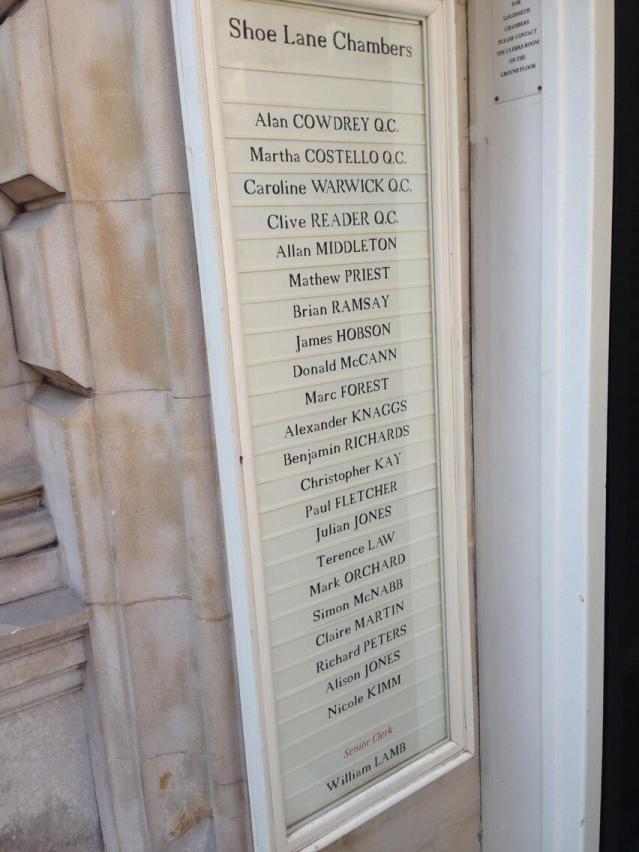 Shoe Lane Chambers
Alan COWDREY Q.C.
Martha COSTELLO Q.C.
Caroline WARWICK Q.C.
Clive READER Q.C.
Allan MIDDLETON
Mathew PRIEST
Brian RAMSAY
James HOBSON
Donald McCANN
Marc FOREST
Alexander KNAGGS
Benjamin RICHARDS
Christopher KAY
Paul FLETCHER
Julian JONES
Terence LAW
Mark ORCHARD
Simon McNABB
Claire MARTIN
Richard PETERS
Alison JONES
Nicole KIMM
Senior Clerk
William LAMB
FOR
GOLDSMITH
CHAMBERS
PLEASE CONTACT
THE CLERKS ROOM
ON THE
GROUND FLOOR